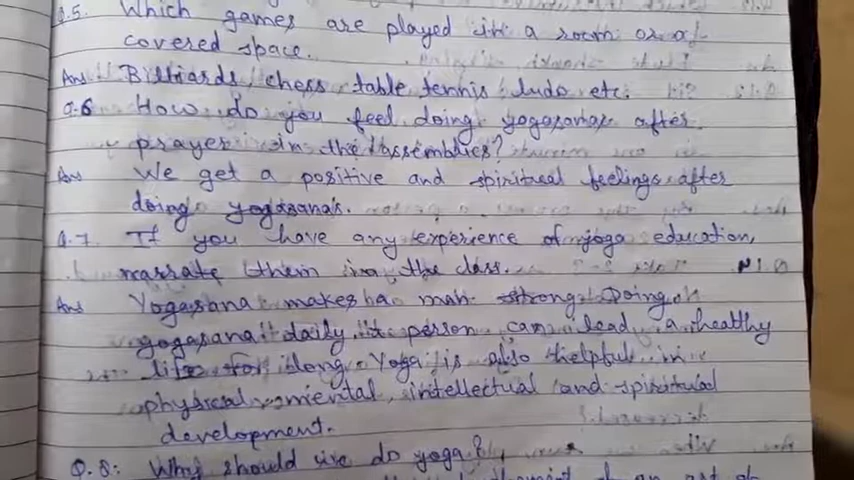 Q.5. Which games are played in a room or of
covered space.
Ans Billiards, chess, table tennis, ludo etc.
Q.6 How do you feel doing yogasanas after
prayer in the assemblies?
Ans We get a positive and spiritual feelings after
doing yogasana's.
Q.7. If you have any experience of yoga education,
narrate them in the class.
Ans Yogasana makes a man strong. Doing
yogasana daily, a person can lead a healthy
life for long. Yoga is also helpful in
physical, mental, intellectual and spiritual
development.
Q.8: Why should we do yoga?